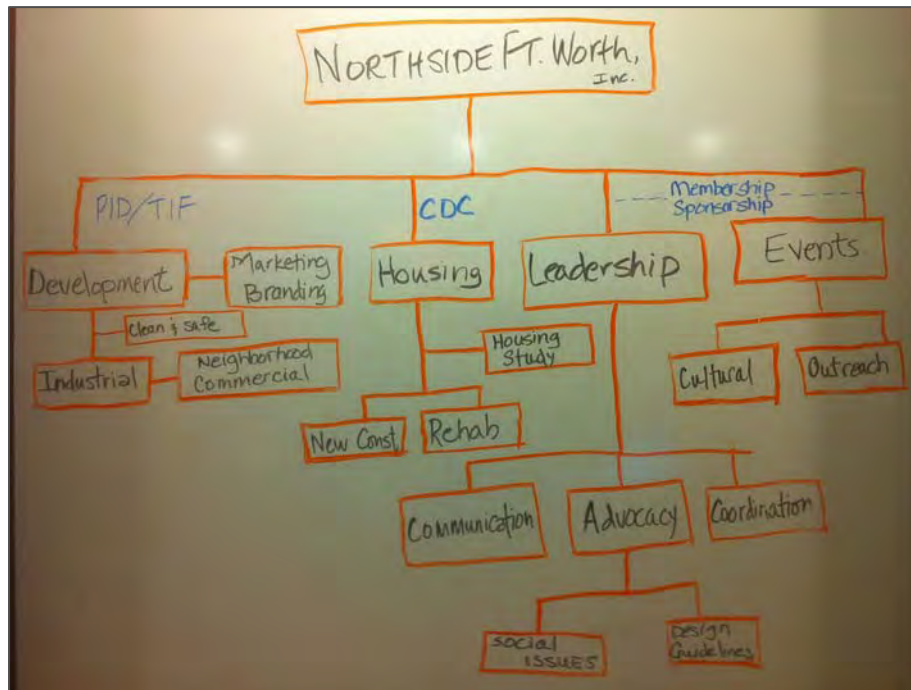 NORTHSIDE FT. Worth,
Inc.
PID/TIF
CDC
Membership
Sponsorship
Development
Marketing
Branding
Housing
Leadership
Events
Clean & Safe
Industrial
Neighborhood
Commercial
Housing
Study
Cultural
Outreach
New Const
Rehab
Communication
Advocacy
Coordination
Social
ISSUES
Design
Guidelines